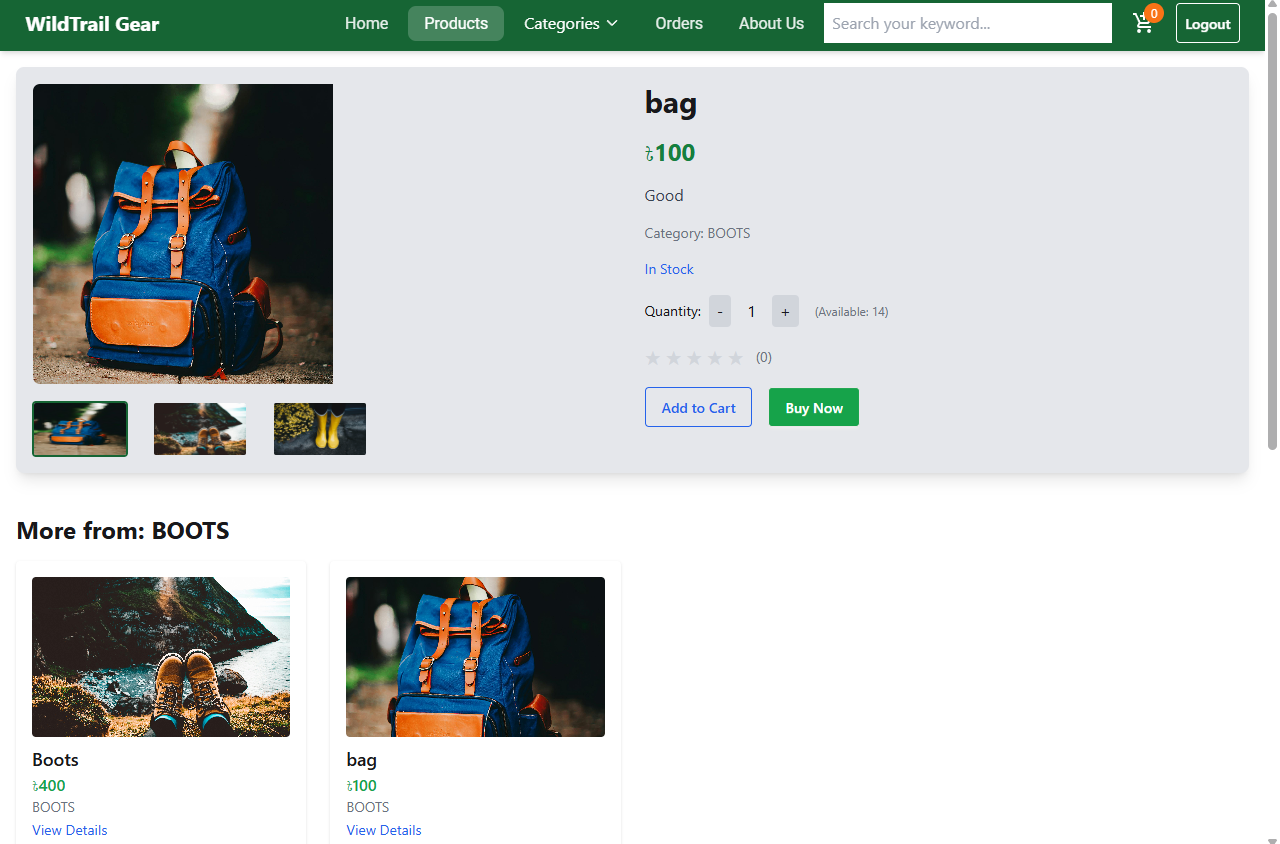 WildTrail Gear
Home
Products
Categories
Orders
About Us
Search your keyword...
0
Logout
bag
৳100
Good
Category: BOOTS
In Stock
Quantity: - 1 + (Available: 14)
★ ★ ★ ★ ★ (0)
Add to Cart
Buy Now
More from: BOOTS
Boots
৳400
BOOTS
View Details
bag
৳100
BOOTS
View Details